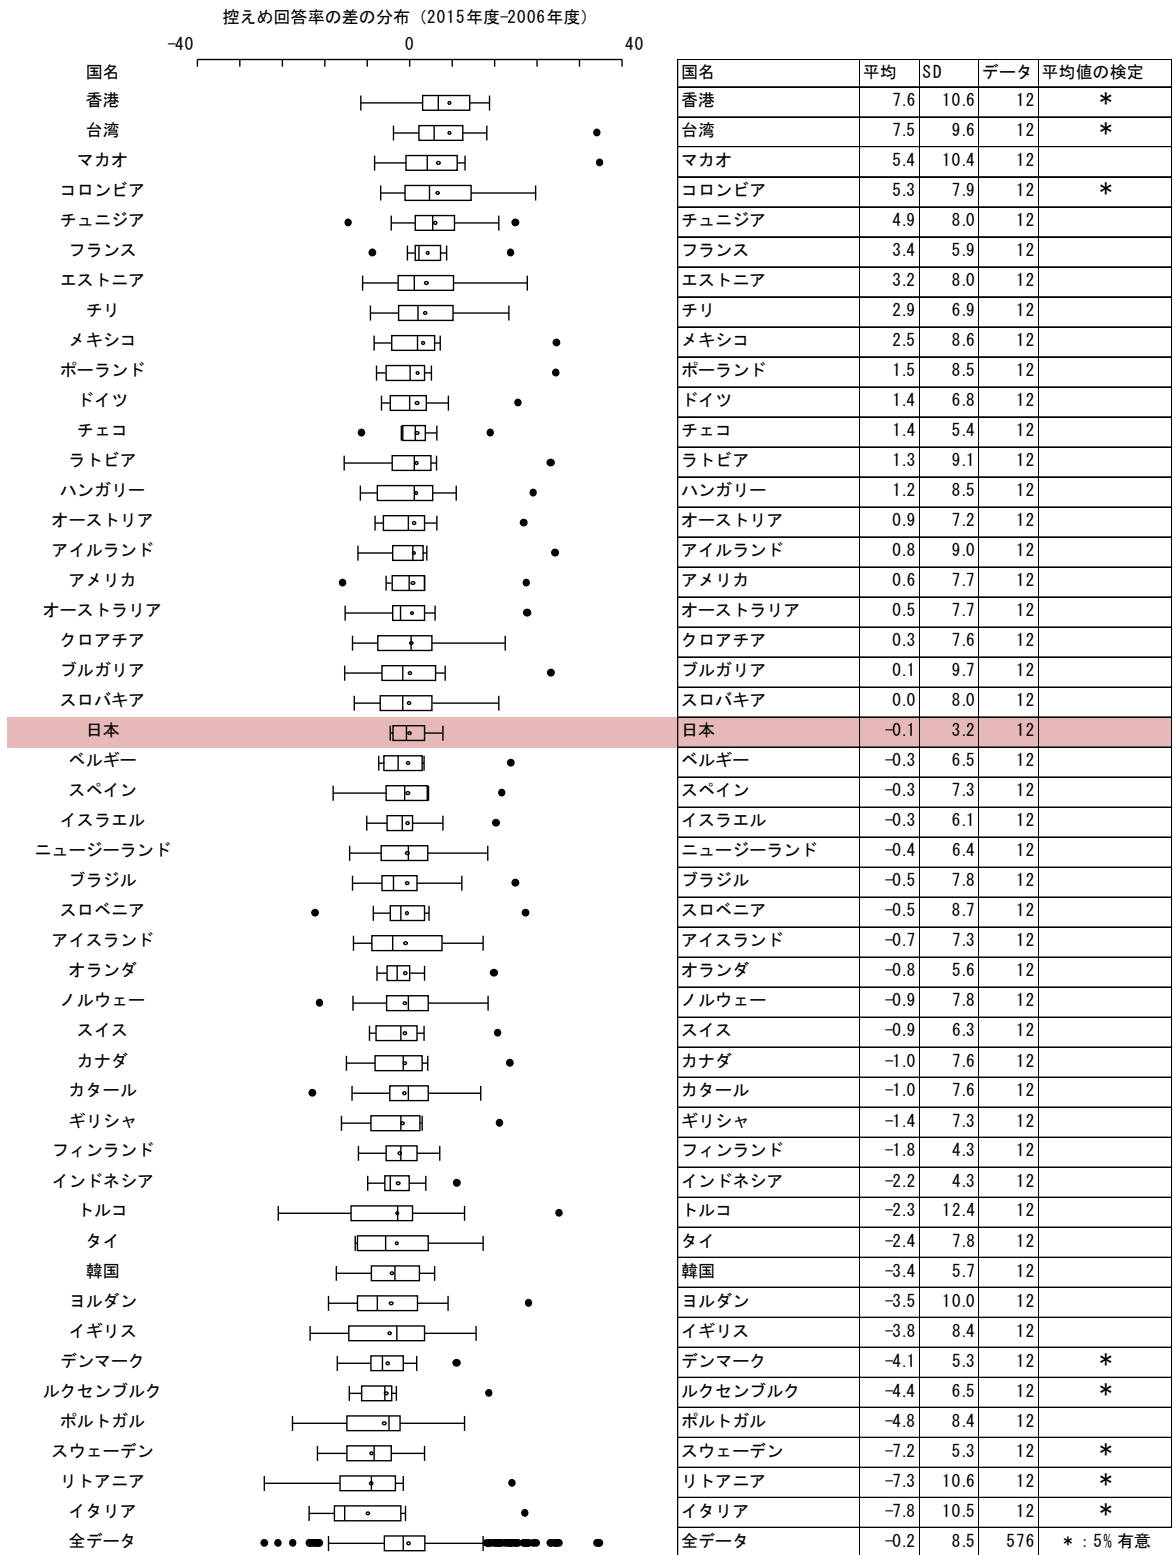 控えめ回答率の差の分布（2015年度-2006年度）
-40 0 40
国名 国名 平均 SD データ 平均値の検定
香港 香港 7.6 10.6 12 *
台湾 台湾 7.5 9.6 12 *
マカオ マカオ 5.4 10.4 12
コロンビア コロンビア 5.3 7.9 12 *
チュニジア チュニジア 4.9 8.0 12
フランス フランス 3.4 5.9 12
エストニア エストニア 3.2 8.0 12
チリ チリ 2.9 6.9 12
メキシコ メキシコ 2.5 8.6 12
ポーランド ポーランド 1.5 8.5 12
ドイツ ドイツ 1.4 6.8 12
チェコ チェコ 1.4 5.4 12
ラトビア ラトビア 1.3 9.1 12
ハンガリー ハンガリー 1.2 8.5 12
オーストリア オーストリア 0.9 7.2 12
アイルランド アイルランド 0.8 9.0 12
アメリカ アメリカ 0.6 7.7 12
オーストラリア オーストラリア 0.5 7.7 12
クロアチア クロアチア 0.3 7.6 12
ブルガリア ブルガリア 0.1 9.7 12
スロバキア スロバキア 0.0 8.0 12
日本 日本 -0.1 3.2 12
ベルギー ベルギー -0.3 6.5 12
スペイン スペイン -0.3 7.3 12
イスラエル イスラエル -0.3 6.1 12
ニュージーランド ニュージーランド -0.4 6.4 12
ブラジル ブラジル -0.5 7.8 12
スロベニア スロベニア -0.5 8.7 12
アイスランド アイスランド -0.7 7.3 12
オランダ オランダ -0.8 5.6 12
ノルウェー ノルウェー -0.9 7.8 12
スイス スイス -0.9 6.3 12
カナダ カナダ -1.0 7.6 12
カタール カタール -1.0 7.6 12
ギリシャ ギリシャ -1.4 7.3 12
フィンランド フィンランド -1.8 4.3 12
インドネシア インドネシア -2.2 4.3 12
トルコ トルコ -2.3 12.4 12
タイ タイ -2.4 7.8 12
韓国 韓国 -3.4 5.7 12
ヨルダン ヨルダン -3.5 10.0 12
イギリス イギリス -3.8 8.4 12
デンマーク デンマーク -4.1 5.3 12 *
ルクセンブルク ルクセンブルク -4.4 6.5 12 *
ポルトガル ポルトガル -4.8 8.4 12
スウェーデン スウェーデン -7.2 5.3 12 *
リトアニア リトアニア -7.3 10.6 12 *
イタリア イタリア -7.8 10.5 12 *
全データ 全データ -0.2 8.5 576 *：5% 有意